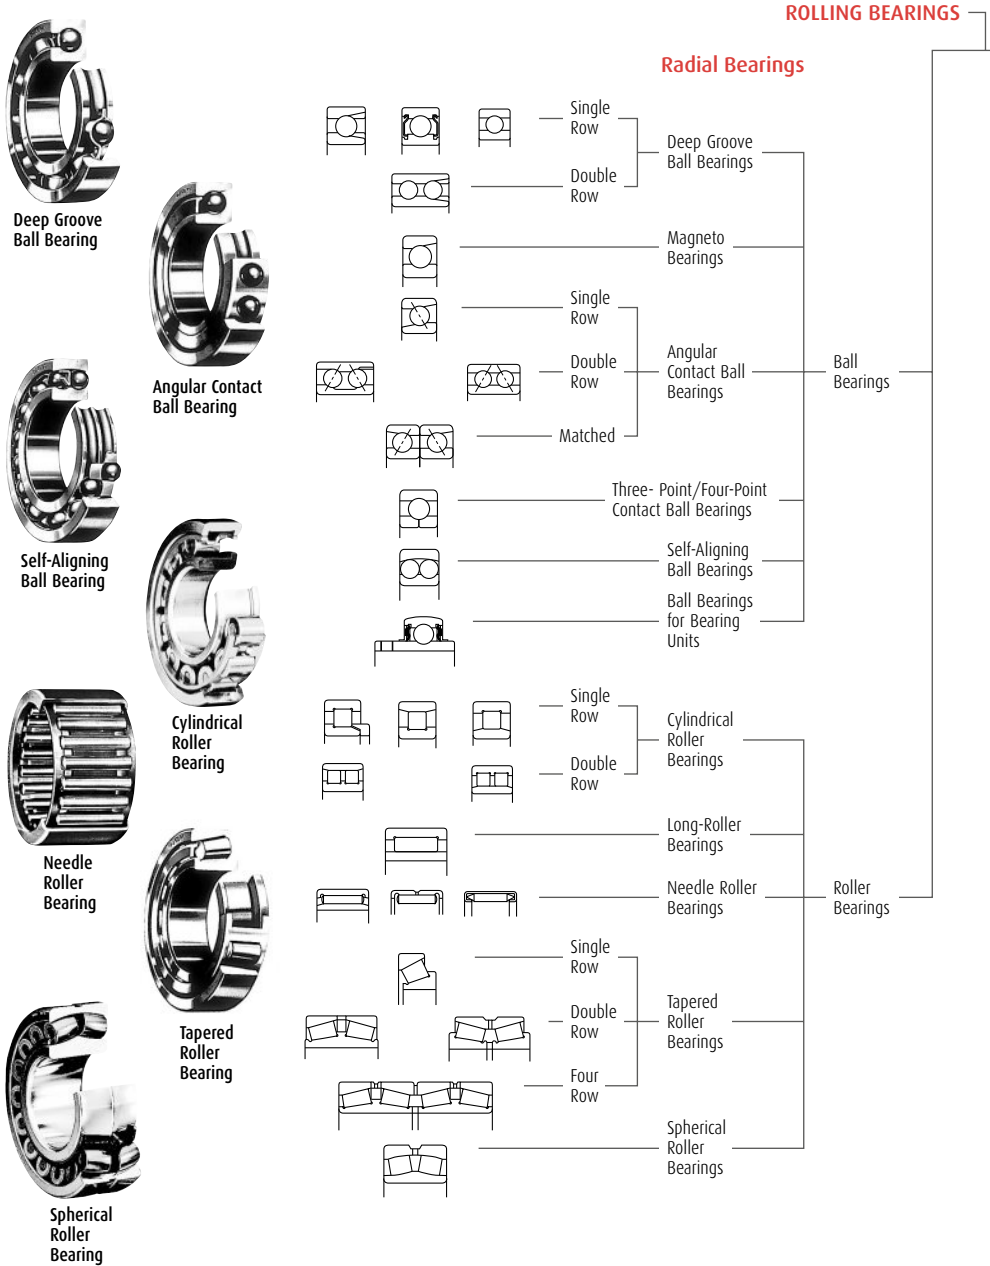 ROLLING BEARINGS
Radial Bearings
Single
Row
Deep Groove
Ball Bearings
Double
Row
Magneto
Bearings
Single
Row
Double
Row
Angular
Contact Ball
Bearings
Matched
Ball
Bearings
Three- Point/Four-Point
Contact Ball Bearings
Self-Aligning
Ball Bearings
Ball Bearings
for Bearing
Units
Single
Row
Cylindrical
Roller
Bearings
Double
Row
Long-Roller
Bearings
Needle Roller
Bearings
Roller
Bearings
Single
Row
Double
Row
Tapered
Roller
Bearings
Four
Row
Spherical
Roller
Bearings
Deep Groove
Ball Bearing
Angular Contact
Ball Bearing
Self-Aligning
Ball Bearing
Cylindrical
Roller
Bearing
Needle
Roller
Bearing
Tapered
Roller
Bearing
Spherical
Roller
Bearing